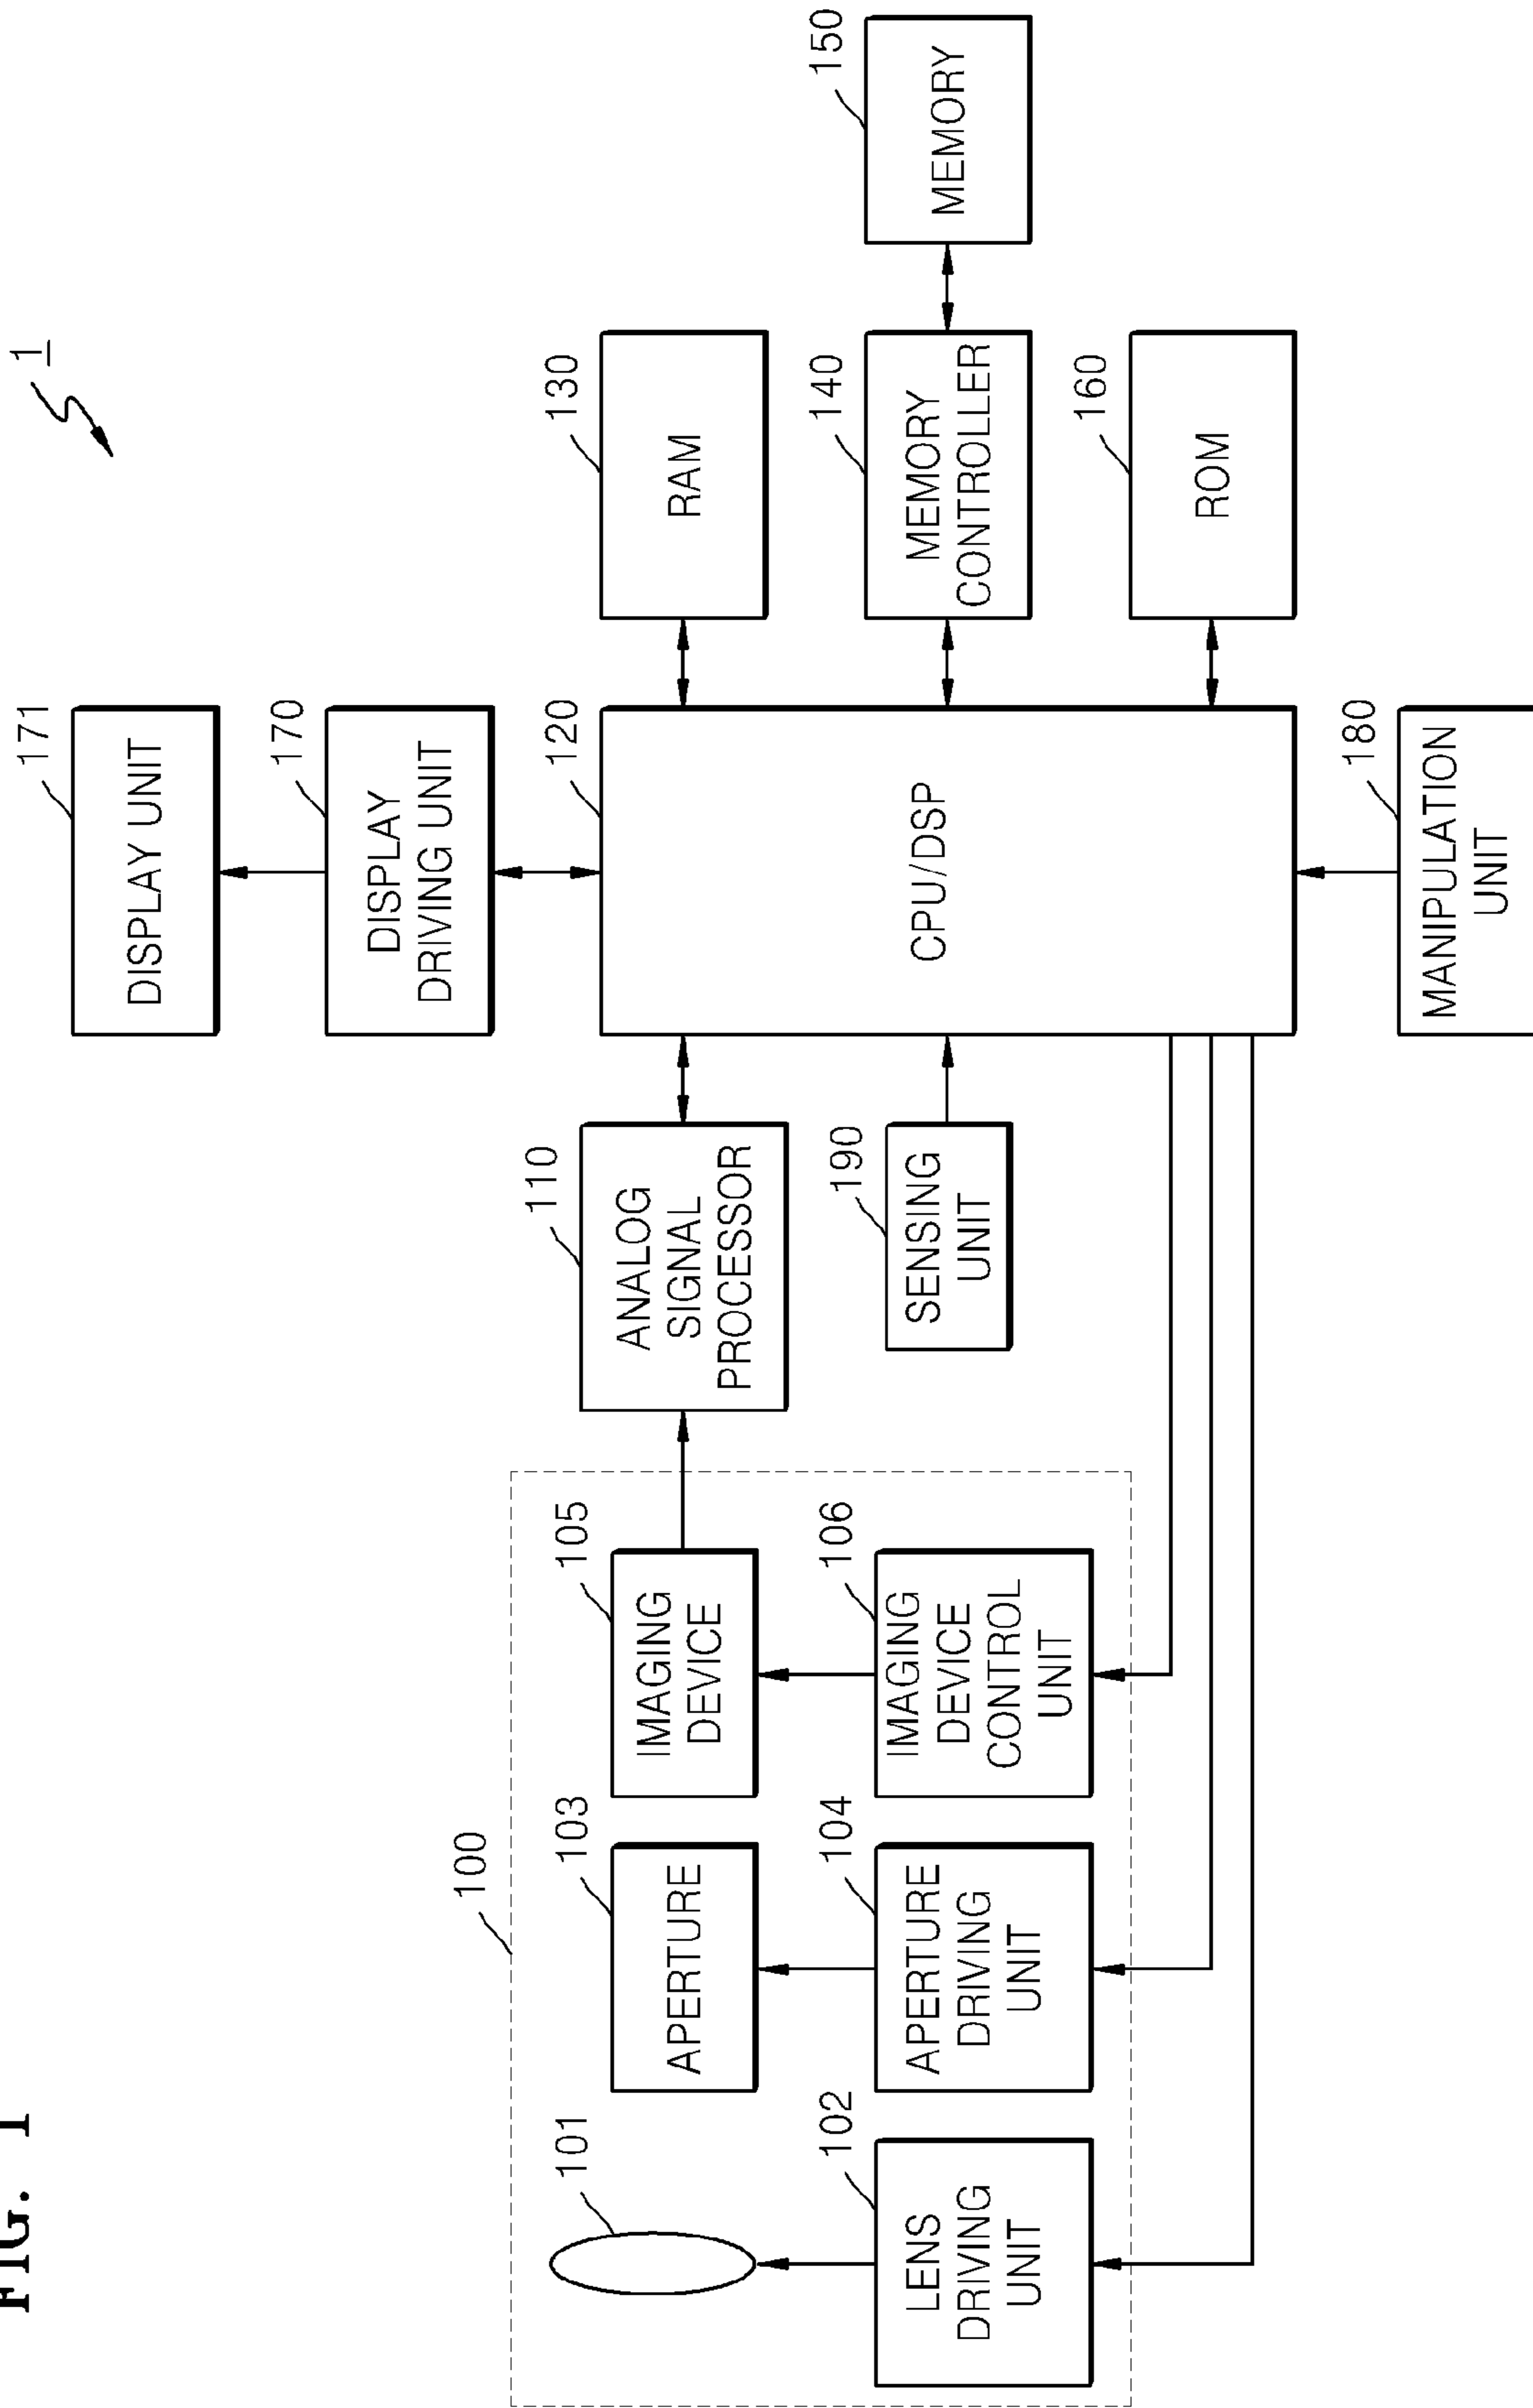 FIG. 1
1
171
DISPLAY UNIT
170
DISPLAY
DRIVING UNIT
100
101
103
105
APERTURE
IMAGING
DEVICE
110
ANALOG
SIGNAL
PROCESSOR
120
CPU/DSP
130
RAM
102
LENS
DRIVING
UNIT
104
APERTURE
DRIVING
UNIT
106
IMAGING
DEVICE
CONTROL
UNIT
190
SENSING
UNIT
140
MEMORY
CONTROLLER
150
MEMORY
160
ROM
180
MANIPULATION
UNIT